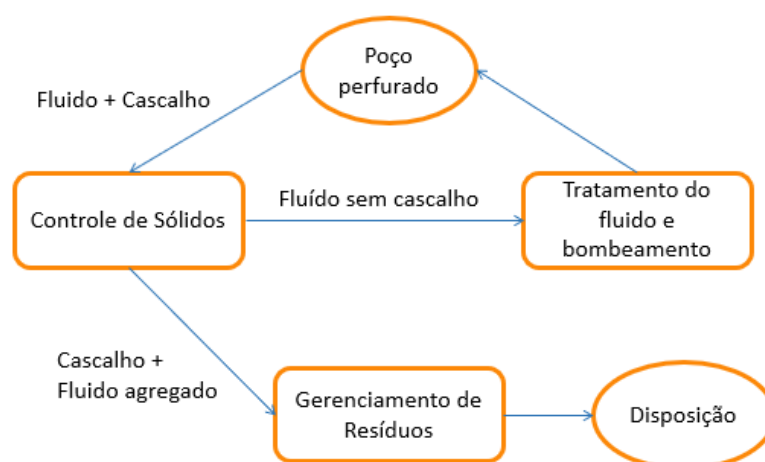 Poço
perfurado
Fluido + Cascalho
Controle de Sólidos
Fluído sem cascalho
Tratamento do
fluido e
bombeamento
Cascalho +
Fluido agregado
Gerenciamento de
Resíduos
Disposição